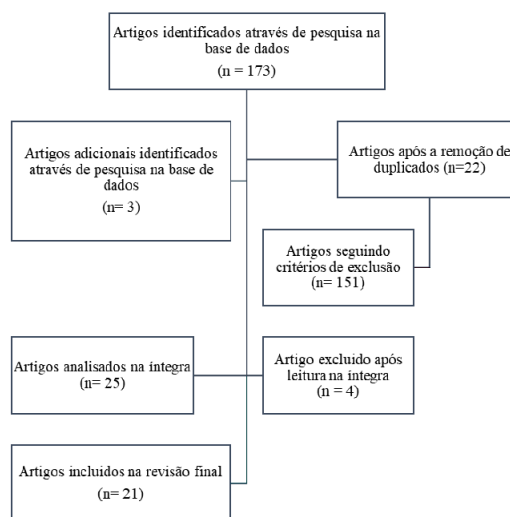 Artigos identificados através de pesquisa na
base de dados
(n = 173)
Artigos adicionais identificados
através de pesquisa na base de
dados
(n= 3)
Artigos após a remoção de
duplicados (n=22)
Artigos seguindo
critérios de exclusão
(n= 151)
Artigos analisados na íntegra
(n= 25)
Artigo excluído após
leitura na íntegra
(n = 4)
Artigos incluídos na revisão final
(n= 21)